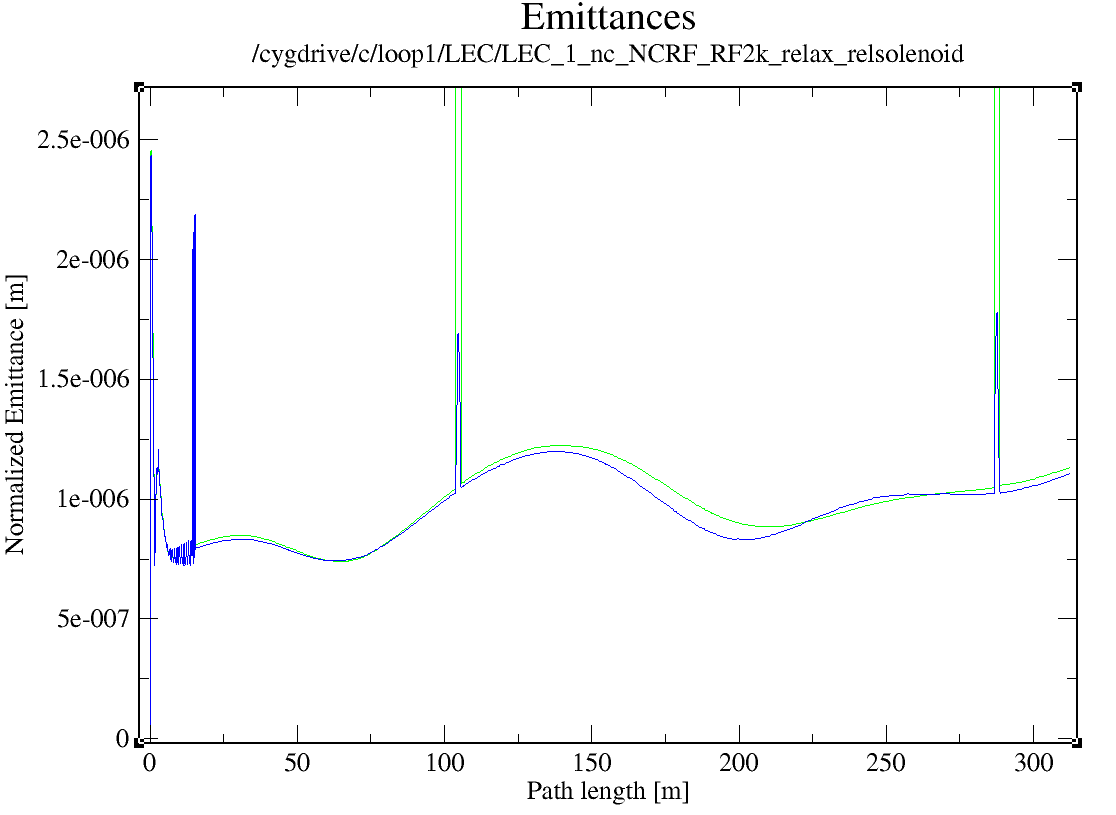 Emittances
/cygdrive/c/loop1/LEC/LEC_1_nc_NCRF_RF2k_relax_relsolenoid
Normalized Emittance [m]
2.5e-006
2e-006
1.5e-006
1e-006
5e-007
0
0 50 100 150 200 250 300
Path length [m]